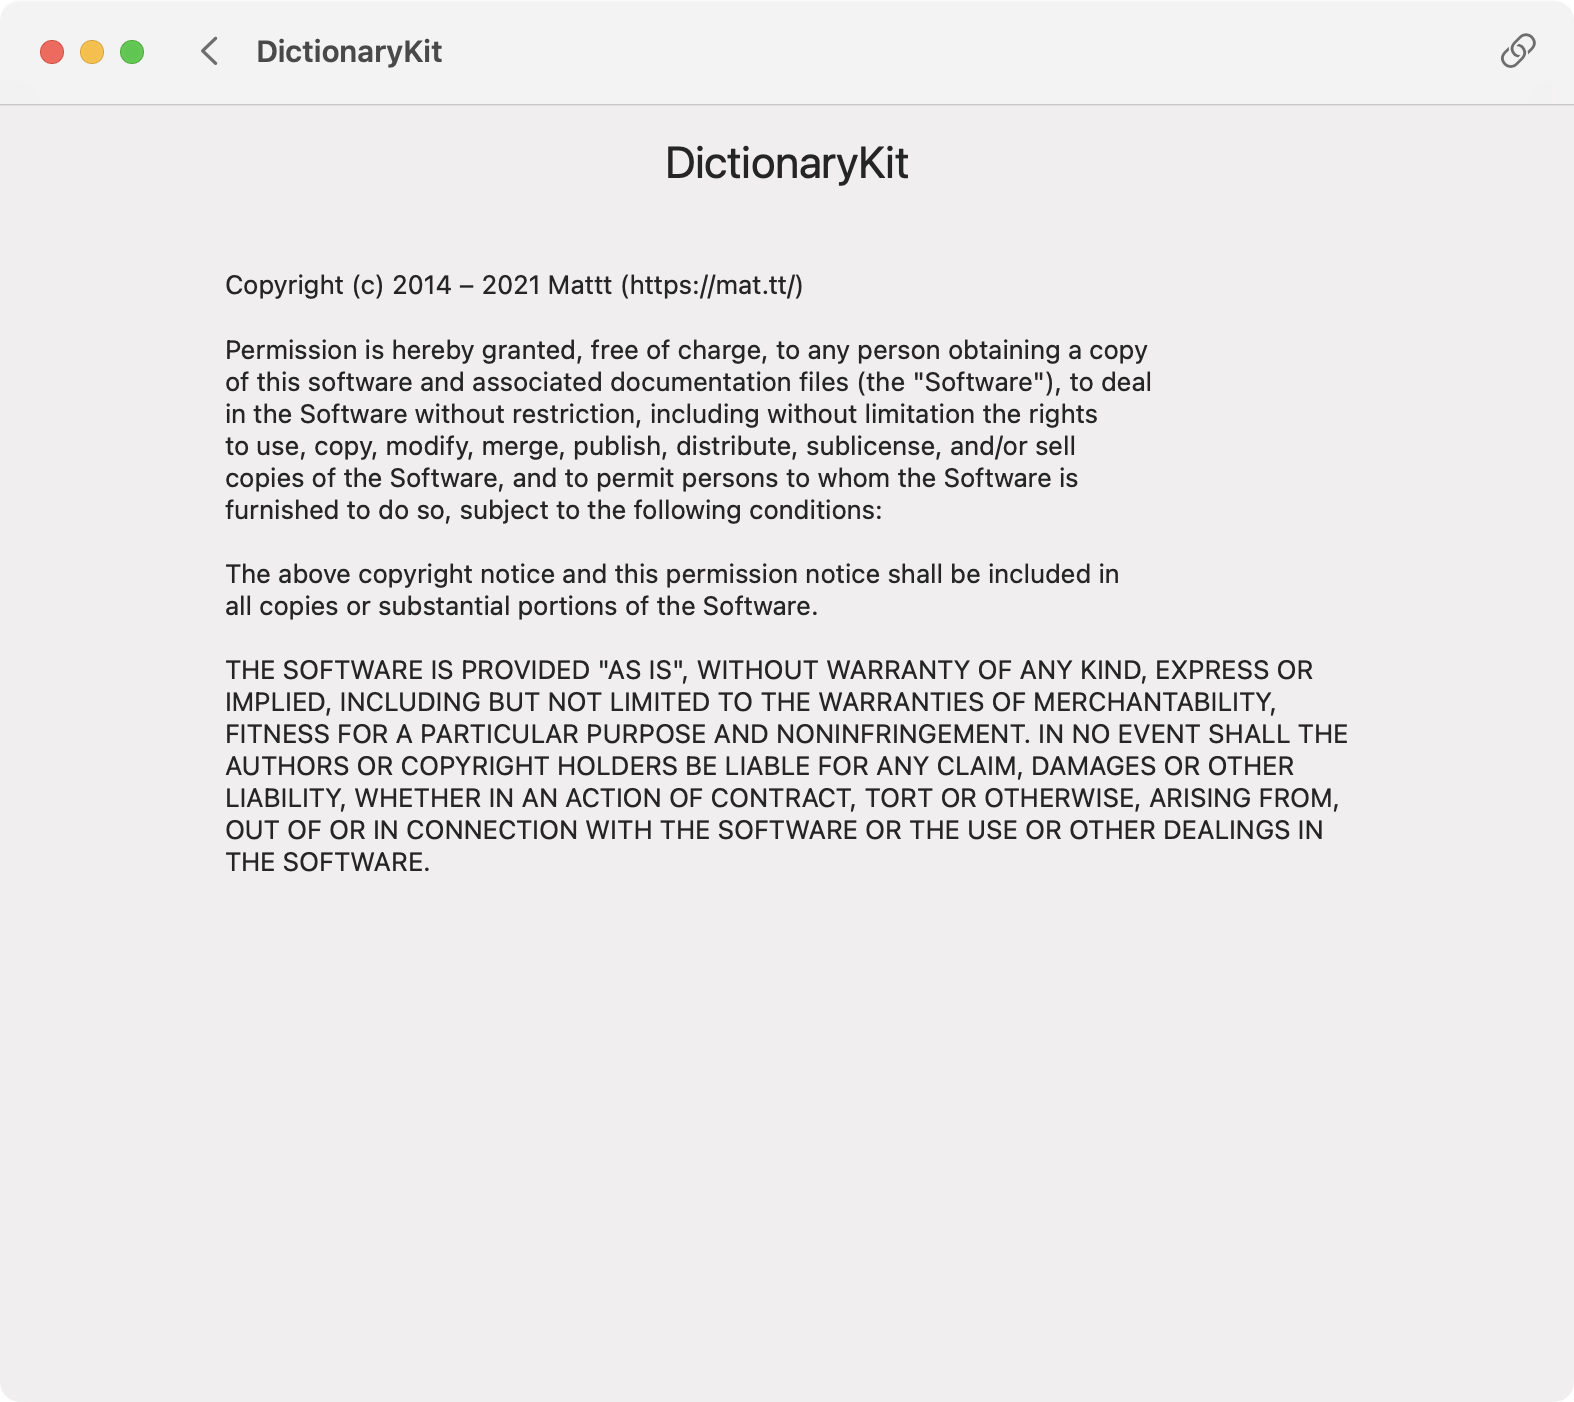 DictionaryKit
DictionaryKit
Copyright (c) 2014 – 2021 Mattt (https://mat.tt/)
Permission is hereby granted, free of charge, to any person obtaining a copy
of this software and associated documentation files (the "Software"), to deal
in the Software without restriction, including without limitation the rights
to use, copy, modify, merge, publish, distribute, sublicense, and/or sell
copies of the Software, and to permit persons to whom the Software is
furnished to do so, subject to the following conditions:
The above copyright notice and this permission notice shall be included in
all copies or substantial portions of the Software.
THE SOFTWARE IS PROVIDED "AS IS", WITHOUT WARRANTY OF ANY KIND, EXPRESS OR
IMPLIED, INCLUDING BUT NOT LIMITED TO THE WARRANTIES OF MERCHANTABILITY,
FITNESS FOR A PARTICULAR PURPOSE AND NONINFRINGEMENT. IN NO EVENT SHALL THE
AUTHORS OR COPYRIGHT HOLDERS BE LIABLE FOR ANY CLAIM, DAMAGES OR OTHER
LIABILITY, WHETHER IN AN ACTION OF CONTRACT, TORT OR OTHERWISE, ARISING FROM,
OUT OF OR IN CONNECTION WITH THE SOFTWARE OR THE USE OR OTHER DEALINGS IN
THE SOFTWARE.